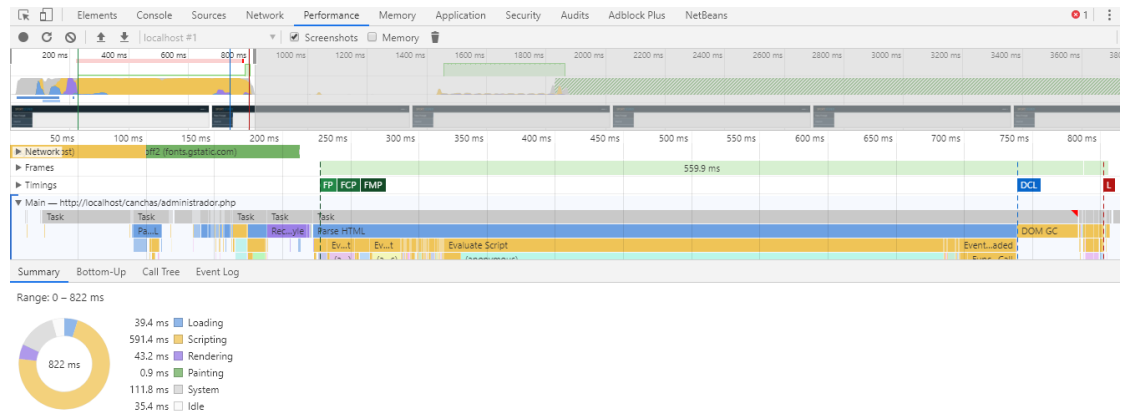 Elements Console Sources Network Performance Memory Application Security Audits Adblock Plus NetBeans 1
localhost #1 Screenshots Memory
200 ms 400 ms 600 ms 800 ms 1000 ms 1200 ms 1400 ms 1600 ms 1800 ms 2000 ms 2200 ms 2400 ms 2600 ms 2800 ms 3000 ms 3200 ms 3400 ms 3600 ms 380
50 ms 100 ms 150 ms 200 ms 250 ms 300 ms 350 ms 400 ms 450 ms 500 ms 550 ms 600 ms 650 ms 700 ms 750 ms 800 ms
Network ost) off2 (fonts.gstatic.com)
Frames 559.9 ms
Timings FP FCP FMP DCL L
Main — http://localhost/canchas/administrador.php
Task Task Task Task Task
Pa...L Rec...yle Parse HTML DOM GC
Ev...t Ev...t Evaluate Script Event...aded
(anonymous) Func...Call
Summary Bottom-Up Call Tree Event Log
Range: 0 – 822 ms
822 ms
39.4 ms Loading
591.4 ms Scripting
43.2 ms Rendering
0.9 ms Painting
111.8 ms System
35.4 ms Idle